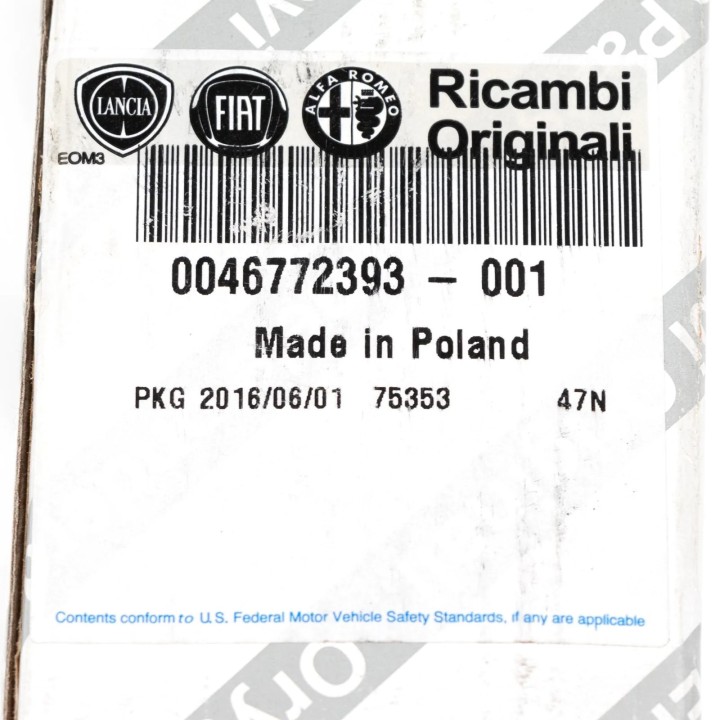 LANCIA
FIAT
ALFA ROMEO
Ricambi
Originali
EOM3
0046772393 - 001
Made in Poland
PKG 2016/06/01 75353 47N
Contents conform to U.S. Federal Motor Vehicle Safety Standards, if any are applicable